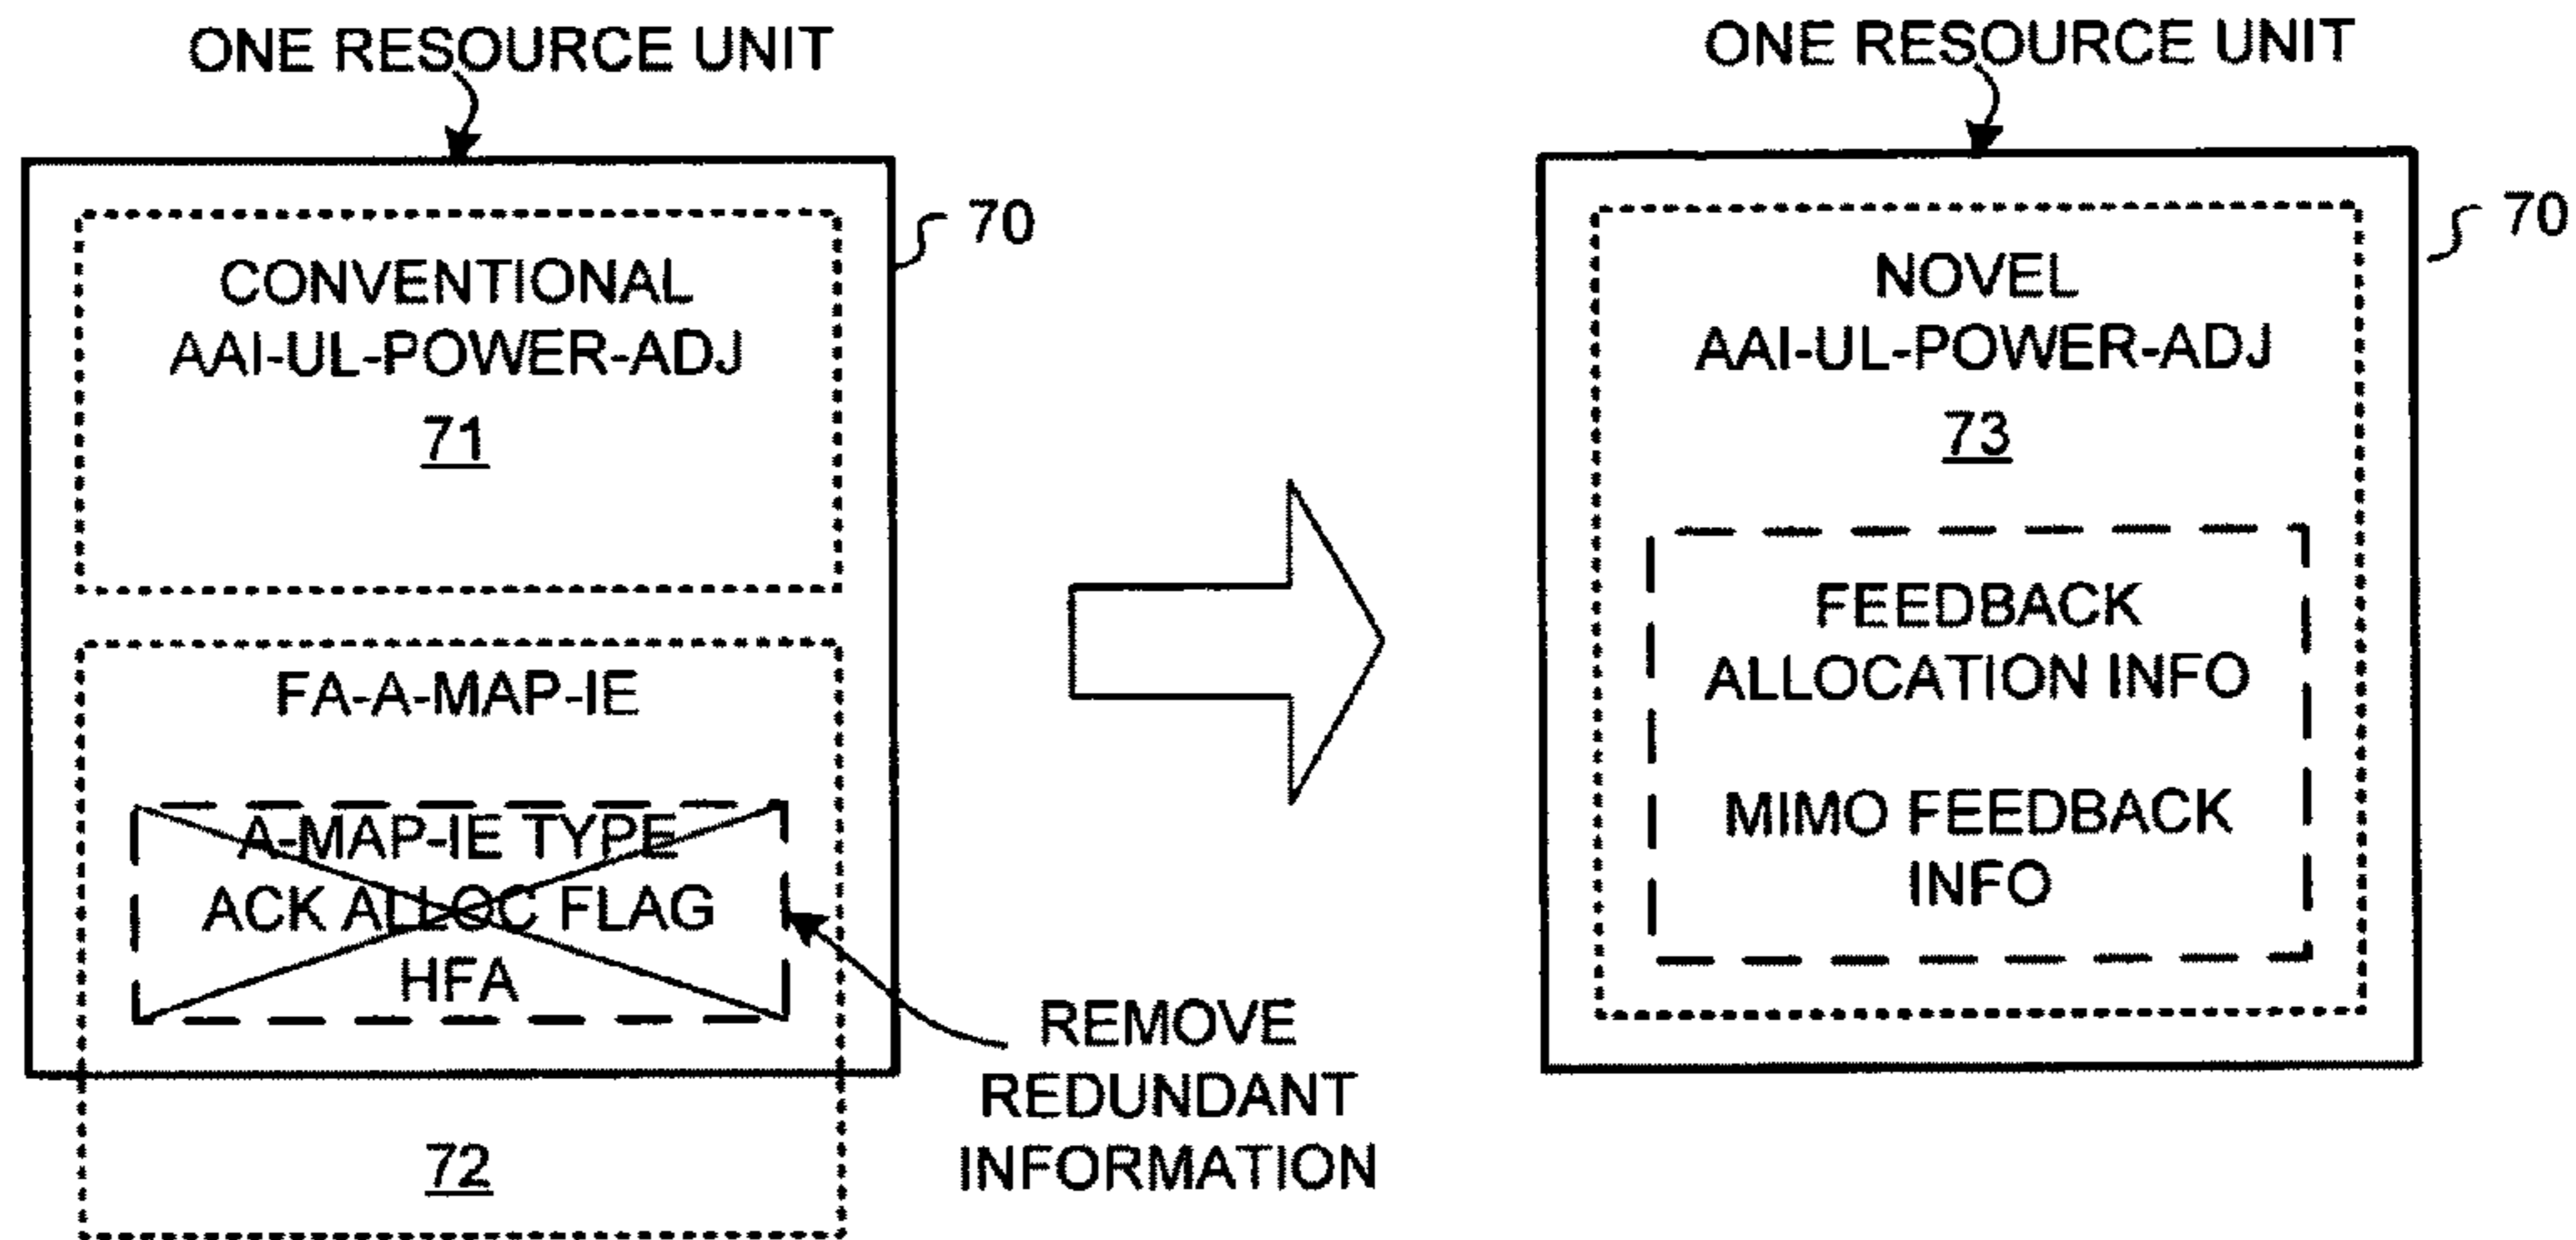 ONE RESOURCE UNIT
70
CONVENTIONAL
AAI-UL-POWER-ADJ
71
FA-A-MAP-IE
A-MAP-IE TYPE
ACK ALLOC FLAG
HFA
72
REMOVE
REDUNDANT
INFORMATION
ONE RESOURCE UNIT
70
NOVEL
AAI-UL-POWER-ADJ
73
FEEDBACK
ALLOCATION INFO
MIMO FEEDBACK
INFO